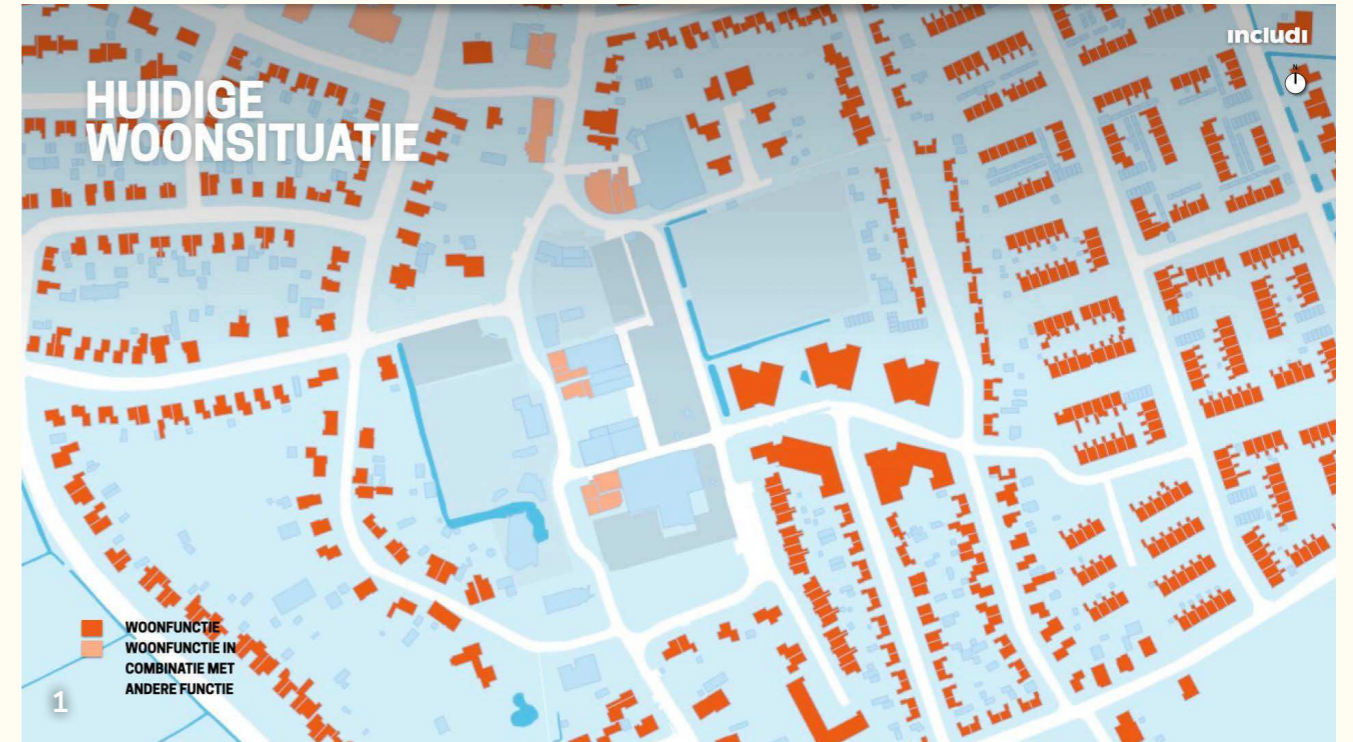 includi
N
HUIDIGE
WOONSITUATIE
WOONFUNCTIE
WOONFUNCTIE IN
COMBINATIE MET
ANDERE FUNCTIE
1